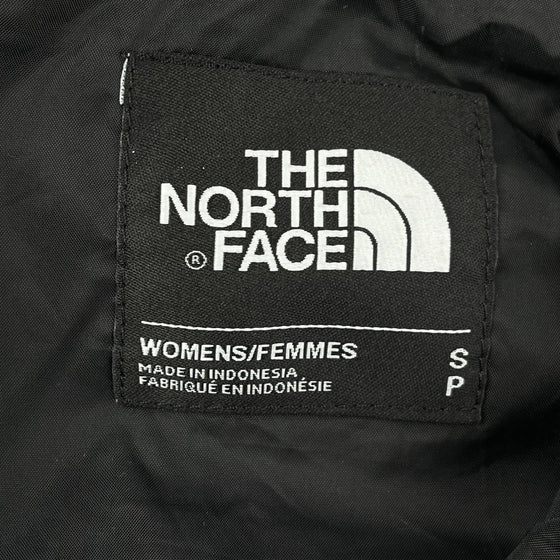 THE
NORTH
® FACE
WOMENS/FEMMES S
MADE IN INDONESIA
FABRIQUÉ EN INDONÉSIE P